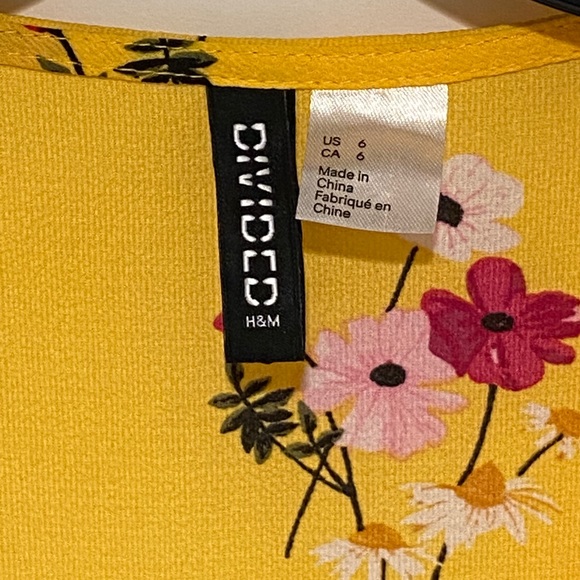 DIVIDED
H&M
US 6
CA 6
Made in
China
Fabriqué en
Chine